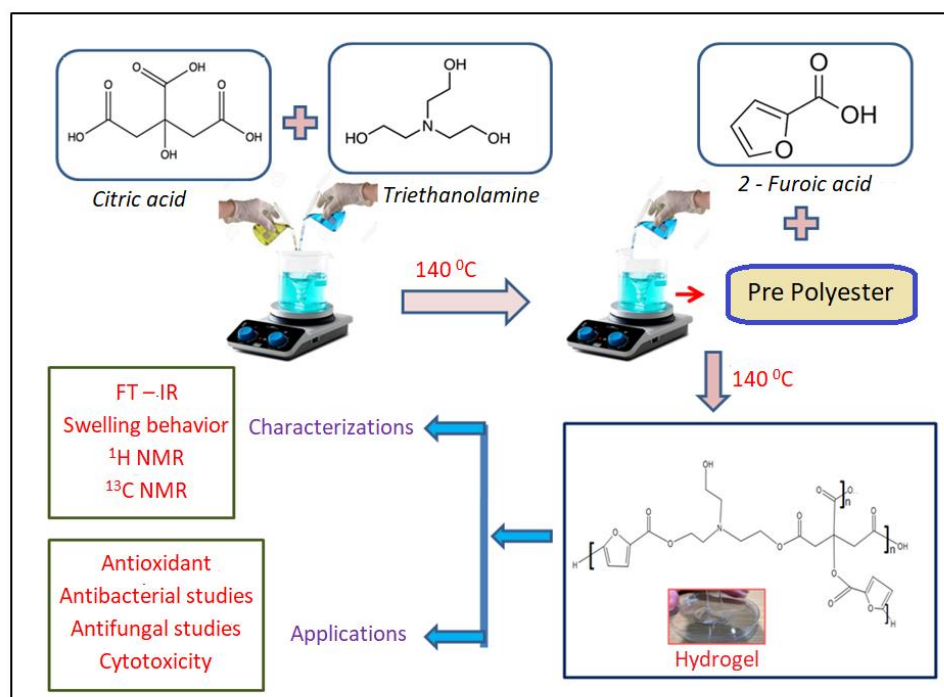 O
OH
O
O
HO
OH
OH
Citric acid
OH
N
HO
OH
Triethanolamine
O
OH
O
2 - Furoic acid
140 ⁰C
Pre Polyester
140 ⁰C
FT – IR
Swelling behavior
¹H NMR
¹³C NMR
Characterizations
Antioxidant
Antibacterial studies
Antifungal studies
Cytotoxicity
Applications
OH
N
O
O
O
O
O
O
O
O
n
O
n
OH
H
O
O
O
H
Hydrogel